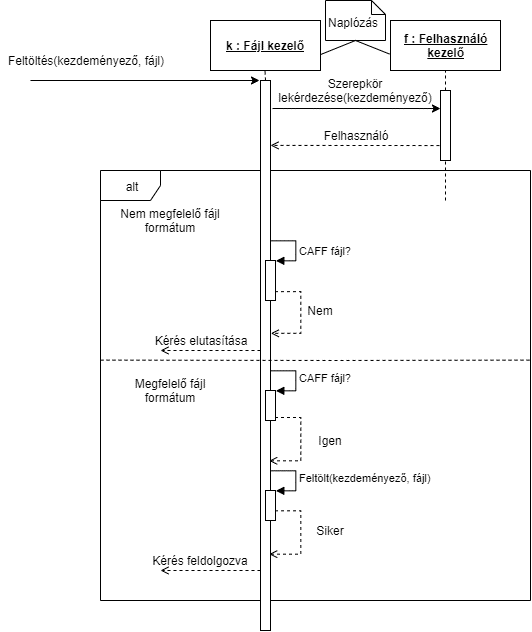 Naplózás
k : Fájl kezelő
f : Felhasználó
kezelő
Feltöltés(kezdeményező, fájl)
Szerepkör
lekérdezése(kezdeményező)
Felhasználó
alt
Nem megfelelő fájl
formátum
CAFF fájl?
Nem
Kérés elutasítása
Megfelelő fájl
formátum
CAFF fájl?
Igen
Feltölt(kezdeményező, fájl)
Siker
Kérés feldolgozva